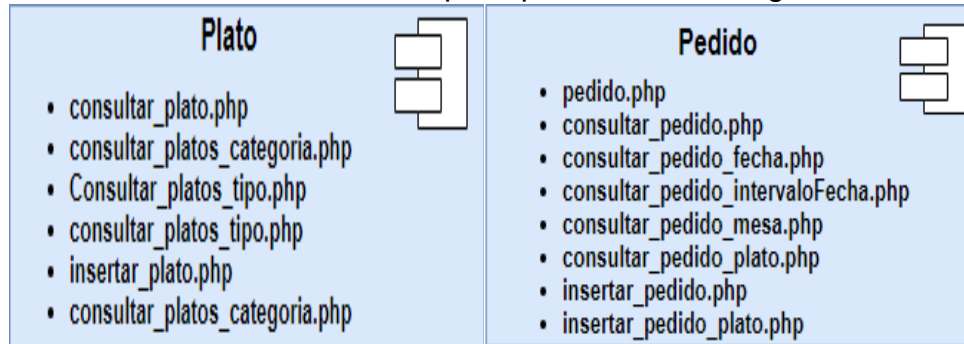 Plato
• consultar_plato.php
• consultar_platos_categoria.php
• Consultar_platos_tipo.php
• consultar_platos_tipo.php
• insertar_plato.php
• consultar_platos_categoria.php
Pedido
• pedido.php
• consultar_pedido.php
• consultar_pedido_fecha.php
• consultar_pedido_intervaloFecha.php
• consultar_pedido_mesa.php
• consultar_pedido_plato.php
• insertar_pedido.php
• insertar_pedido_plato.php